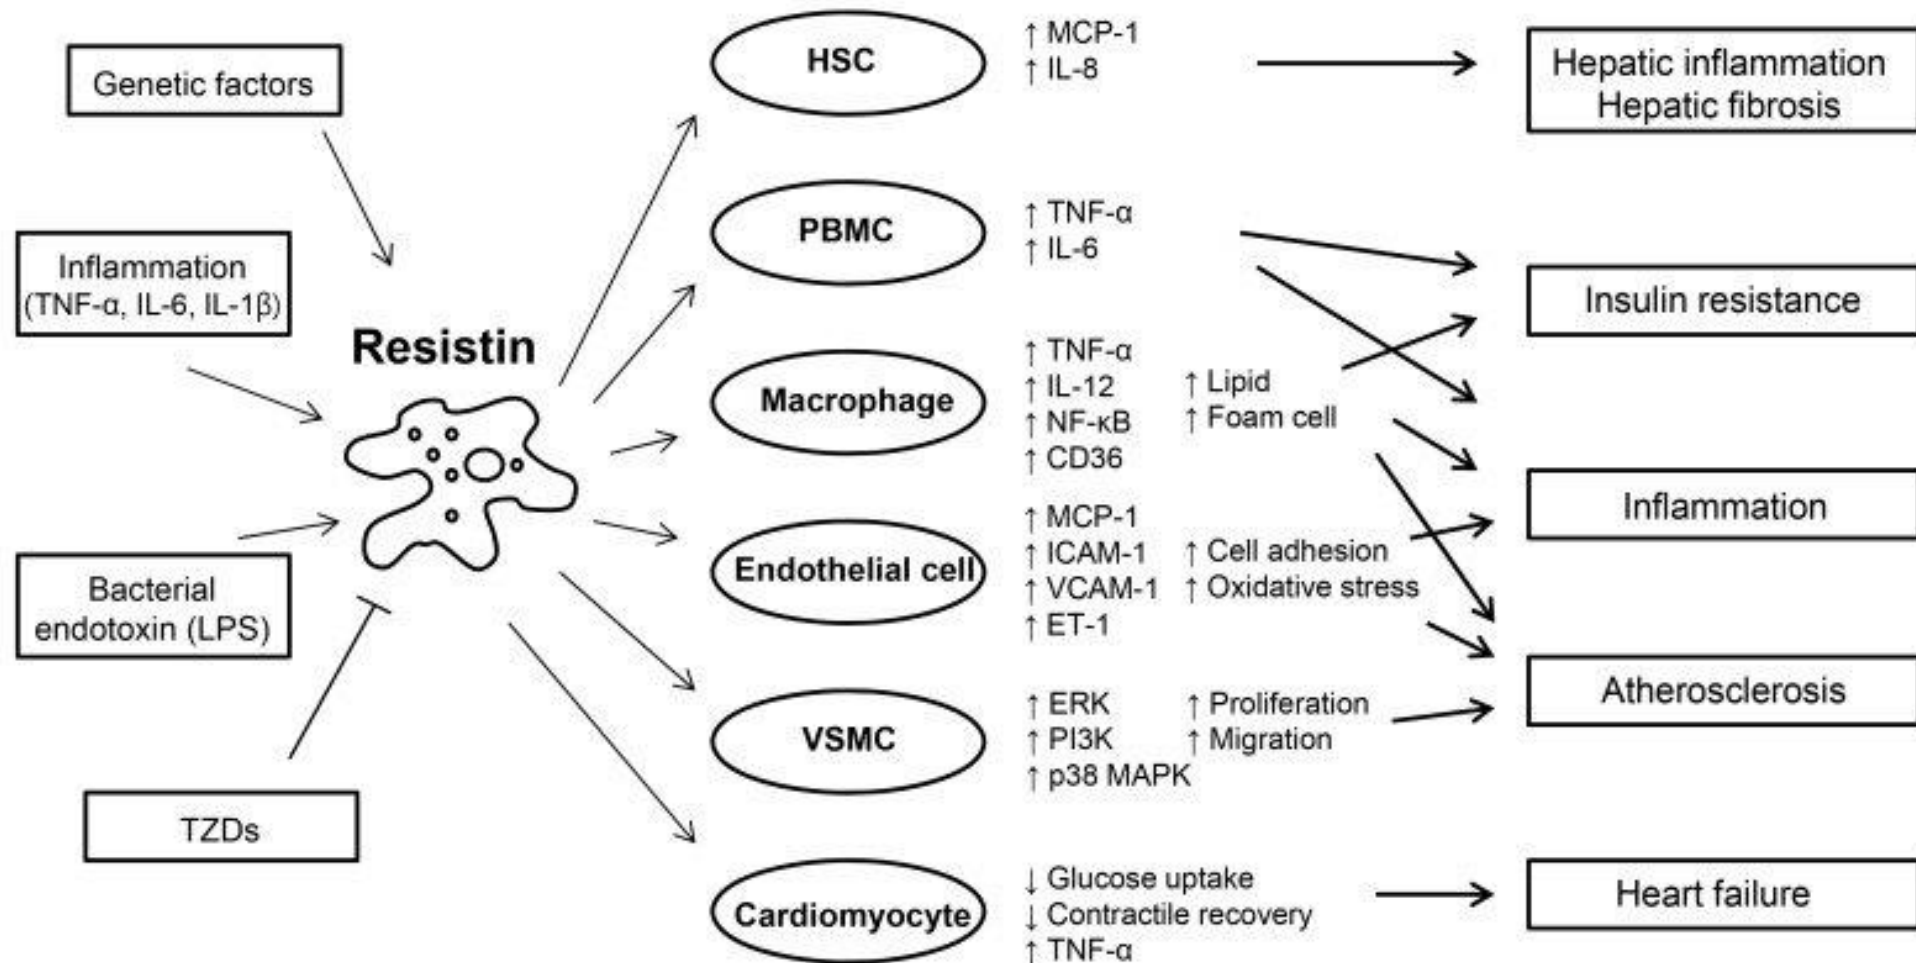 Genetic factors
Inflammation
(TNF-α, IL-6, IL-1β)
Resistin
Bacterial
endotoxin (LPS)
TZDs
HSC
↑ MCP-1
↑ IL-8
Hepatic inflammation
Hepatic fibrosis
PBMC
↑ TNF-α
↑ IL-6
Insulin resistance
Macrophage
↑ TNF-α
↑ IL-12
↑ NF-κB
↑ CD36
↑ Lipid
↑ Foam cell
Inflammation
Endothelial cell
↑ MCP-1
↑ ICAM-1
↑ VCAM-1
↑ ET-1
↑ Cell adhesion
↑ Oxidative stress
Atherosclerosis
VSMC
↑ ERK
↑ PI3K
↑ p38 MAPK
↑ Proliferation
↑ Migration
Cardiomyocyte
↓ Glucose uptake
↓ Contractile recovery
↑ TNF-α
Heart failure